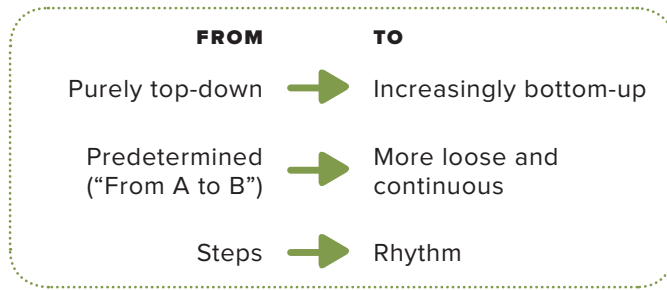 FROM TO
Purely top-down Increasingly bottom-up
Predetermined More loose and
(“From A to B”) continuous
Steps Rhythm